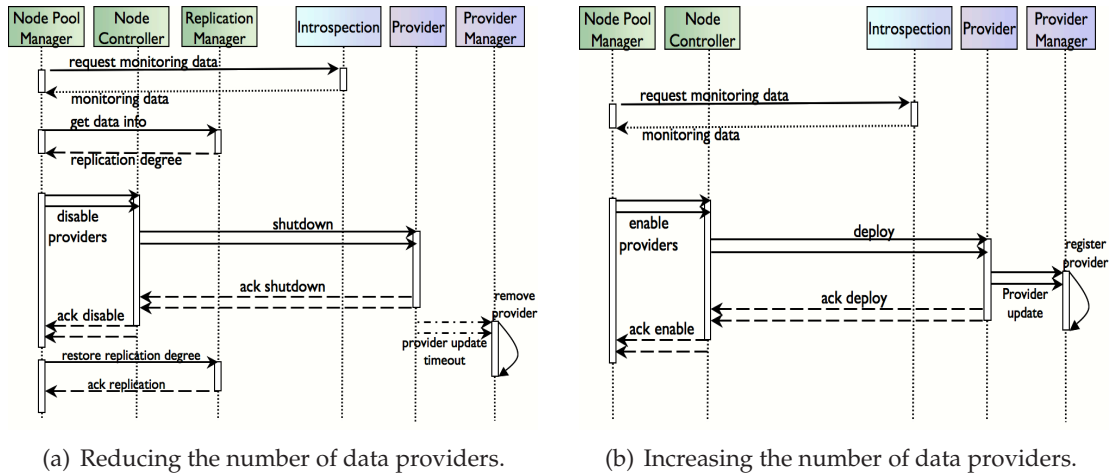 Node Pool
Manager
Node
Controller
Replication
Manager
Introspection
Provider
Provider
Manager
request monitoring data
monitoring data
get data info
replication degree
disable
providers
shutdown
ack shutdown
remove
provider
ack disable
provider update
timeout
restore replication degree
ack replication
(a) Reducing the number of data providers.
Node Pool
Manager
Node
Controller
Introspection
Provider
Provider
Manager
request monitoring data
monitoring data
enable
providers
deploy
register
provider
Provider
update
ack deploy
ack enable
(b) Increasing the number of data providers.